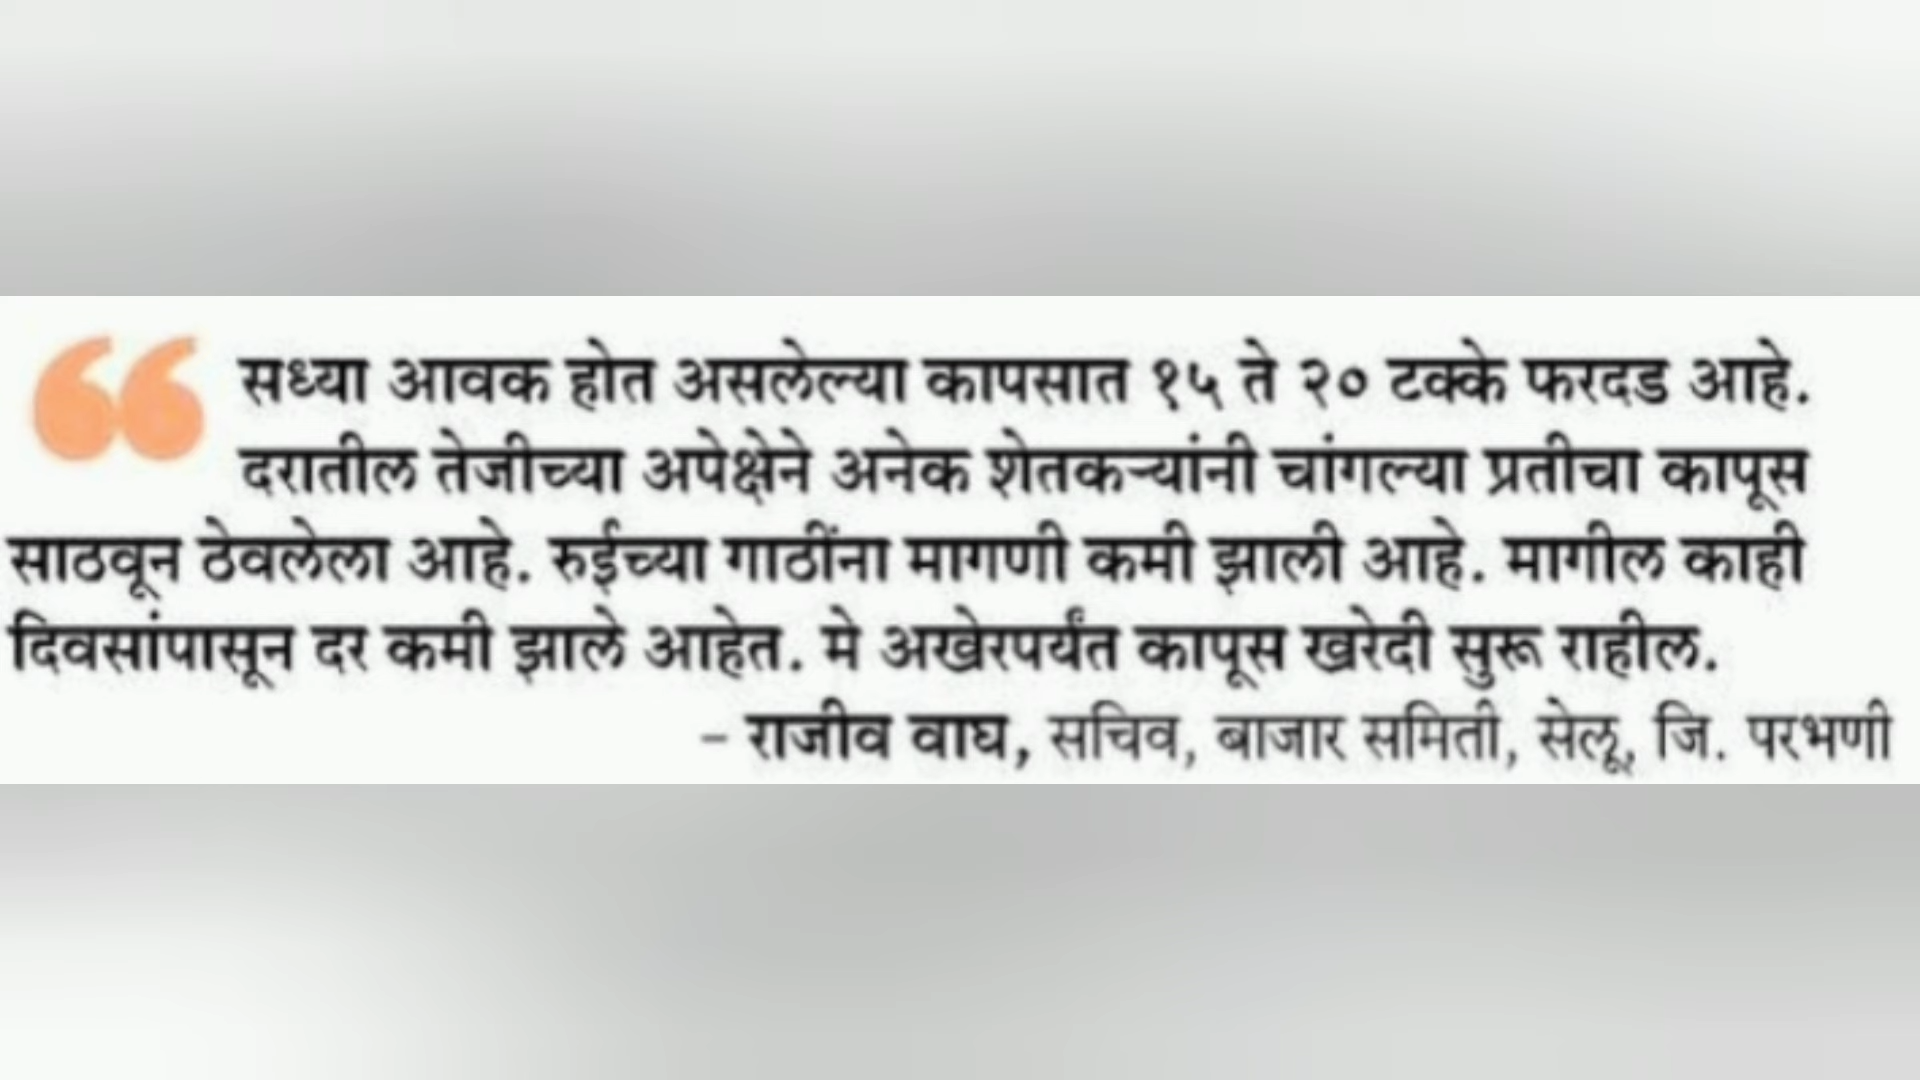 सध्या आवक होत असलेल्या कापसात १५ ते २० टक्के फरदड आहे.
दरातील तेजीच्या अपेक्षेने अनेक शेतकऱ्यांनी चांगल्या प्रतीचा कापूस
साठवून ठेवलेला आहे. रुईच्या गाठींना मागणी कमी झाली आहे. मागील काही
दिवसांपासून दर कमी झाले आहेत. मे अखेरपर्यंत कापूस खरेदी सुरू राहील.
– राजीव वाघ, सचिव, बाजार समिती, सेलू, जि. परभणी